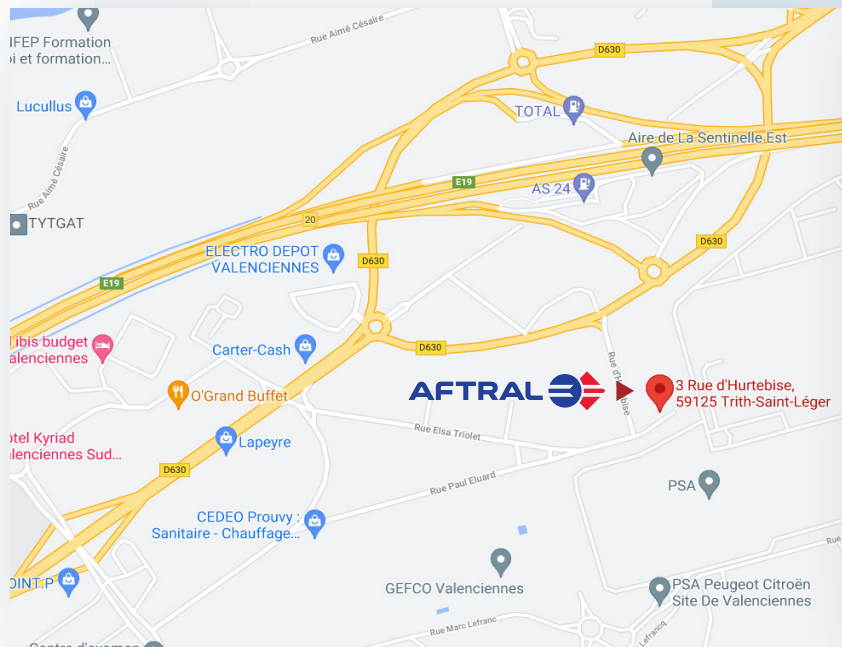 IFEP Formation
oi et formation...
Rue Aimé Césaire
D630
Lucullus
TOTAL
Aire de La Sentinelle Est
Rue Aimé Césaire
E19
AS 24
TYTGAT
20
ELECTRO DEPOT
VALENCIENNES
D630
D630
E19
ibis budget
alenciennes
Carter-Cash
D630
O'Grand Buffet
AFTRAL
Rue d'Hurtebise
3 Rue d'Hurtebise,
59125 Trith-Saint-Léger
Rue Elsa Triolet
ôtel Kyriad
lenciennes Sud...
Lapeyre
D630
Rue Paul Eluard
PSA
CEDEO Prouvy :
Sanitaire - Chauffage...
Rue
OINT.P
GEFCO Valenciennes
PSA Peugeot Citroën
Site De Valenciennes
Rue Marc Lefranc
Lefrancq
Centre d'examen